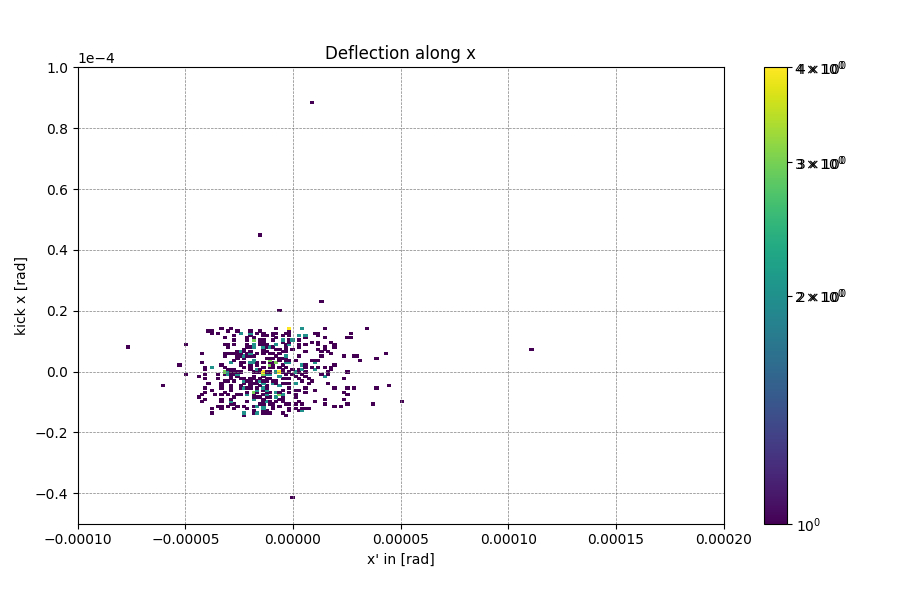 Deflection along x
1e−4
1.0
0.8
0.6
0.4
0.2
0.0
−0.2
−0.4
kick x [rad]
−0.00010 −0.00005 0.00000 0.00005 0.00010 0.00015 0.00020
x' in [rad]
4 × 10⁰
3 × 10⁰
2 × 10⁰
10⁰